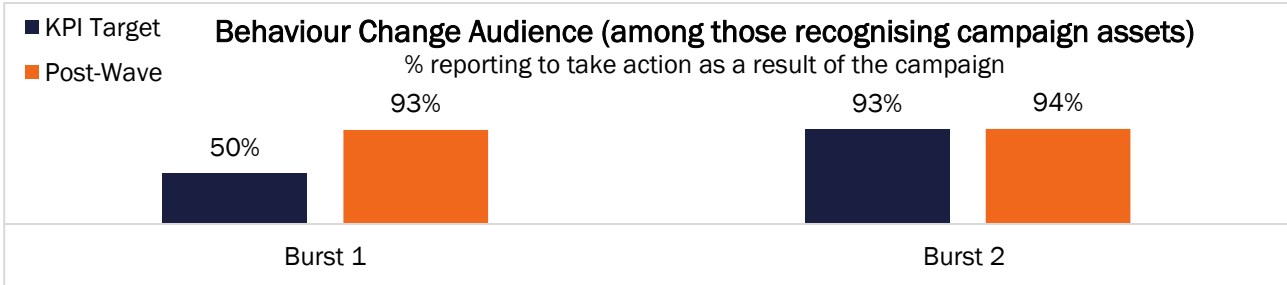 KPI Target
Post-Wave
Behaviour Change Audience (among those recognising campaign assets)
% reporting to take action as a result of the campaign
50%
93%
93%
94%
Burst 1
Burst 2